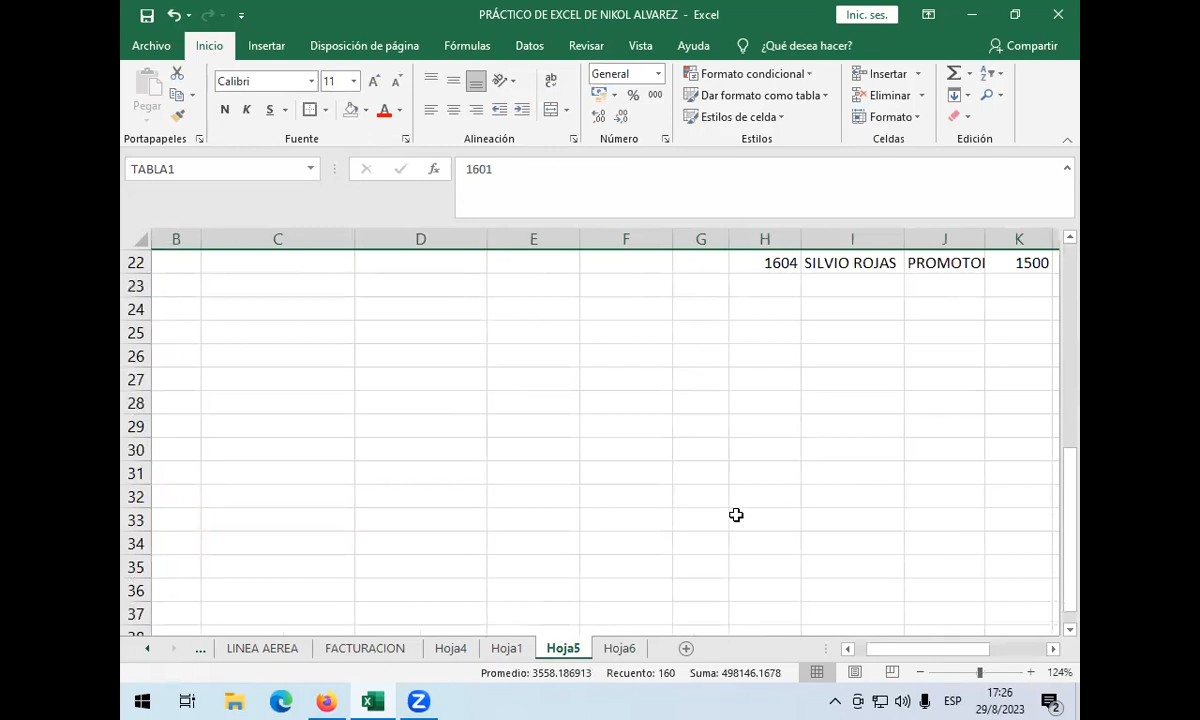 PRÁCTICO DE EXCEL DE NIKOL ALVAREZ - Excel
Inic. ses.
Archivo Inicio Insertar Disposición de página Fórmulas Datos Revisar Vista Ayuda ¿Qué desea hacer? Compartir
Pegar
Calibri 11
N K S
General
% 000
Formato condicional
Dar formato como tabla
Estilos de celda
Insertar
Eliminar
Formato
Portapapeles Fuente Alineación Número Estilos Celdas Edición
TABLA1 fx 1601
B C D E F G H I J K
22 1604 SILVIO ROJAS PROMOTOI 1500
23
24
25
26
27
28
29
30
31
32
33
34
35
36
37
38
... LINEA AEREA FACTURACION Hoja4 Hoja1 Hoja5 Hoja6
Promedio: 3558.186913 Recuento: 160 Suma: 498146.1678 124%
ESP 17:26
29/8/2023
2